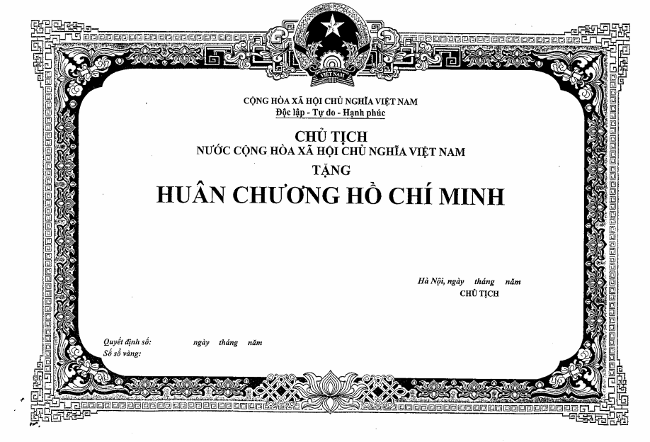 VIỆT NAM
CỘNG HÒA XÃ HỘI CHỦ NGHĨA VIỆT NAM
Độc lập - Tự do - Hạnh phúc
CHỦ TỊCH
NƯỚC CỘNG HÒA XÃ HỘI CHỦ NGHĨA VIỆT NAM
TẶNG
HUÂN CHƯƠNG HỒ CHÍ MINH
Hà Nội, ngày tháng năm
CHỦ TỊCH
Quyết định số: ngày tháng năm
Số sổ vàng: